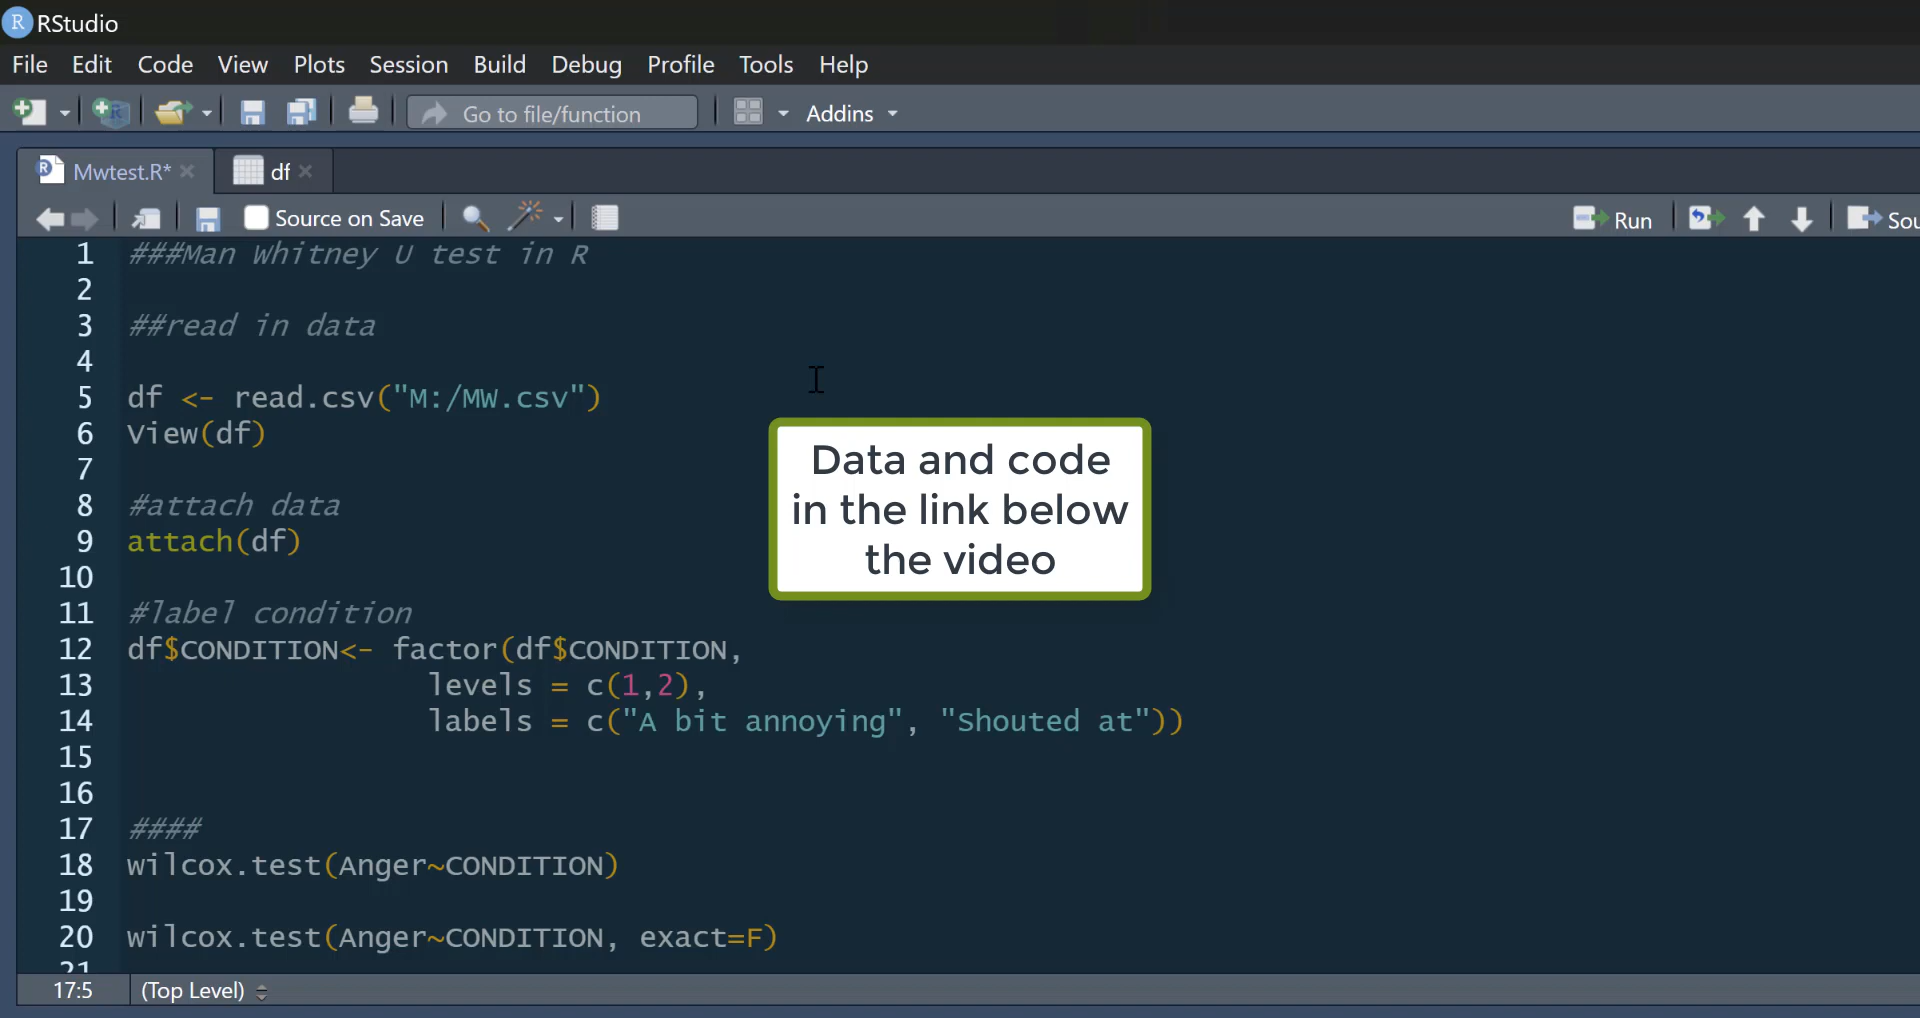 RStudio
File Edit Code View Plots Session Build Debug Profile Tools Help
Go to file/function Addins
Mwtest.R* df
Source on Save Run Sou
1 ###Man Whitney U test in R
2
3 ##read in data
4
5 df <- read.csv("M:/MW.csv")
6 View(df)
7
8 #attach data
9 attach(df)
10
11 #label condition
12 df$CONDITION<- factor(df$CONDITION,
13 levels = c(1,2),
14 labels = c("A bit annoying", "Shouted at"))
15
16
17 ####
18 wilcox.test(Anger~CONDITION)
19
20 wilcox.test(Anger~CONDITION, exact=F)
21
Data and code
in the link below
the video
17:5 (Top Level)